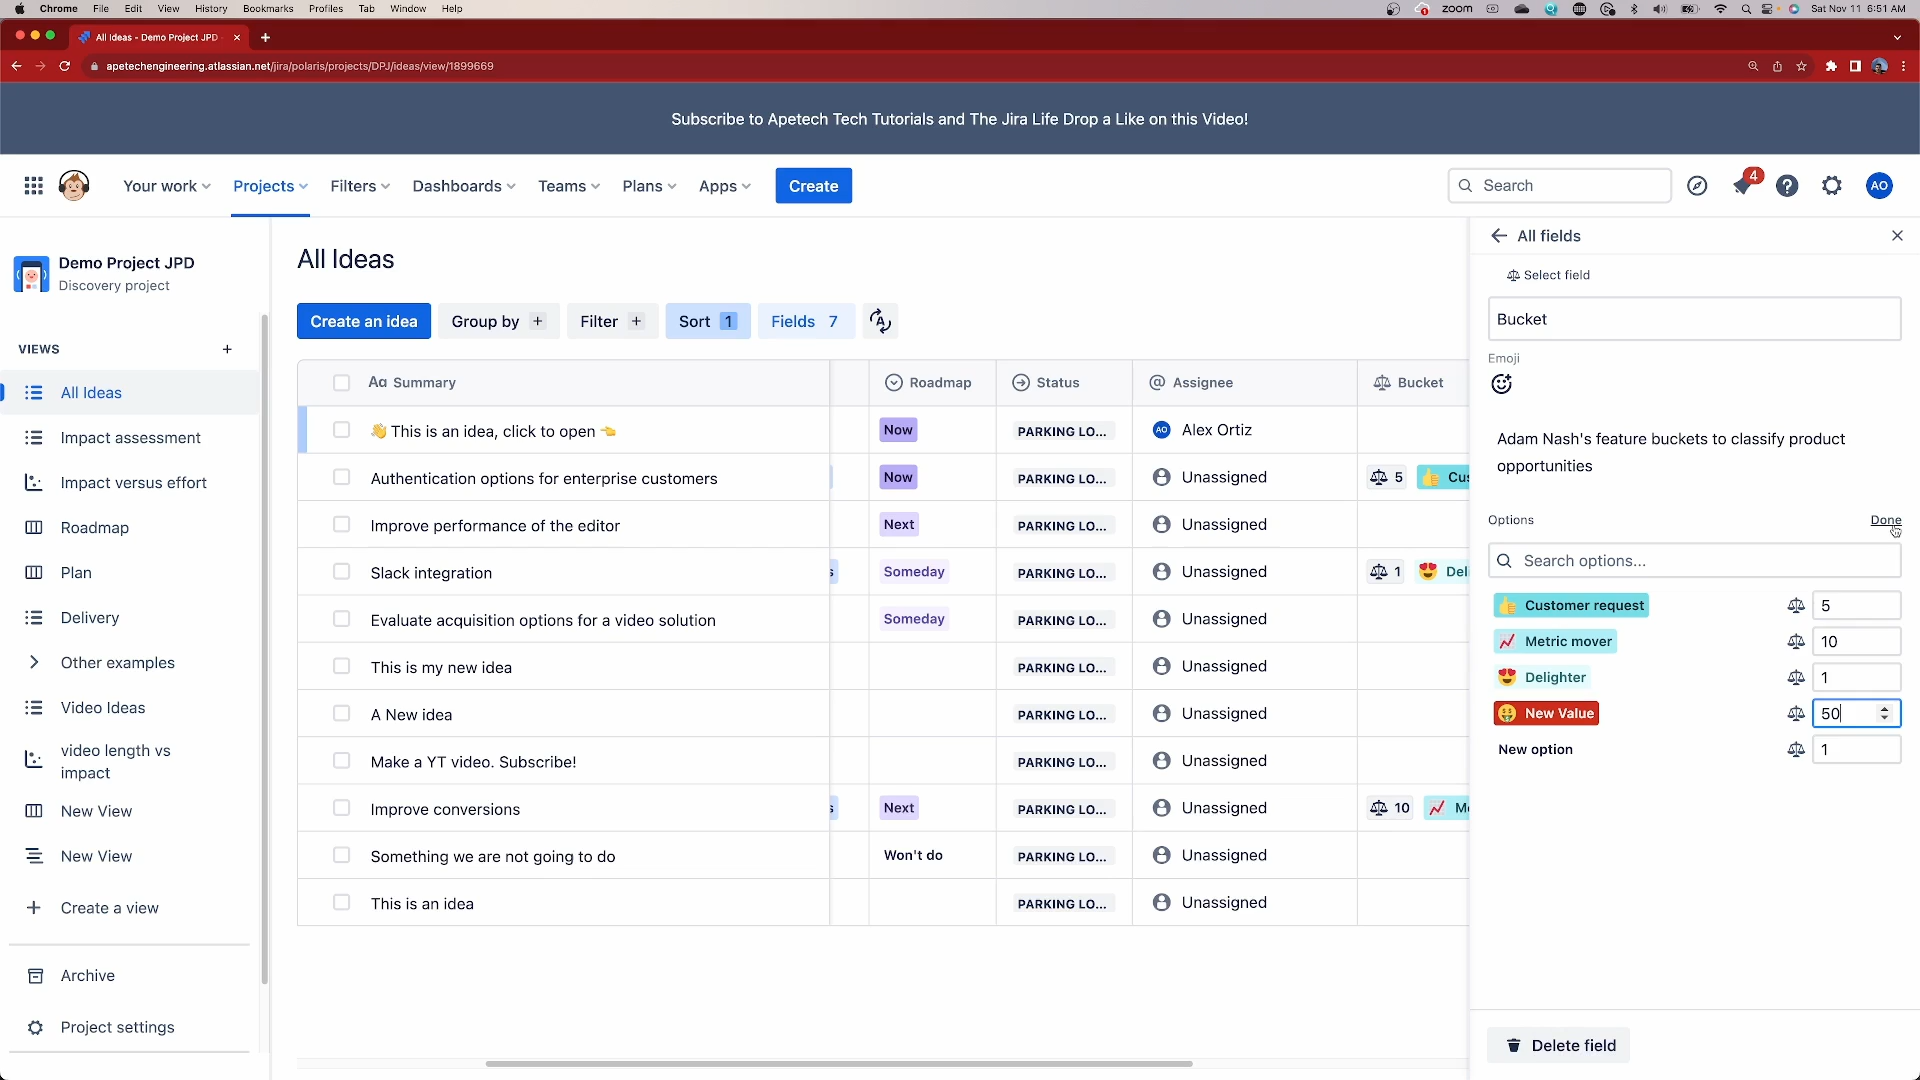 Chrome File Edit View History Bookmarks Profiles Tab Window Help
zoom Sat Nov 11 6:51 AM
All Ideas - Demo Project JPD
apetechengineering.atlassian.net/jira/polaris/projects/DPJ/ideas/view/1899669
Subscribe to Apetech Tech Tutorials and The Jira Life Drop a Like on this Video!
Your work Projects Filters Dashboards Teams Plans Apps Create
Search
4
AO
Demo Project JPD
Discovery project
VIEWS
All Ideas
Impact assessment
Impact versus effort
Roadmap
Plan
Delivery
Other examples
Video Ideas
video length vs
impact
New View
New View
Create a view
Archive
Project settings
All Ideas
Create an idea Group by + Filter + Sort 1 Fields 7
Aa Summary Roadmap Status @ Assignee Bucket
👋 This is an idea, click to open 👈 Now PARKING LO... AO Alex Ortiz
Authentication options for enterprise customers Now PARKING LO... Unassigned 5 👍 Cus
Improve performance of the editor Next PARKING LO... Unassigned
Slack integration s Someday PARKING LO... Unassigned 1 😍 Del
Evaluate acquisition options for a video solution Someday PARKING LO... Unassigned
This is my new idea PARKING LO... Unassigned
A New idea PARKING LO... Unassigned
Make a YT video. Subscribe! PARKING LO... Unassigned
Improve conversions s Next PARKING LO... Unassigned 10 📈 Me
Something we are not going to do Won't do PARKING LO... Unassigned
This is an idea PARKING LO... Unassigned
All fields
Select field
Bucket
Emoji
Adam Nash's feature buckets to classify product
opportunities
Options Done
Search options...
👍 Customer request 5
📈 Metric mover 10
😍 Delighter 1
🤑 New Value 50
New option 1
Delete field